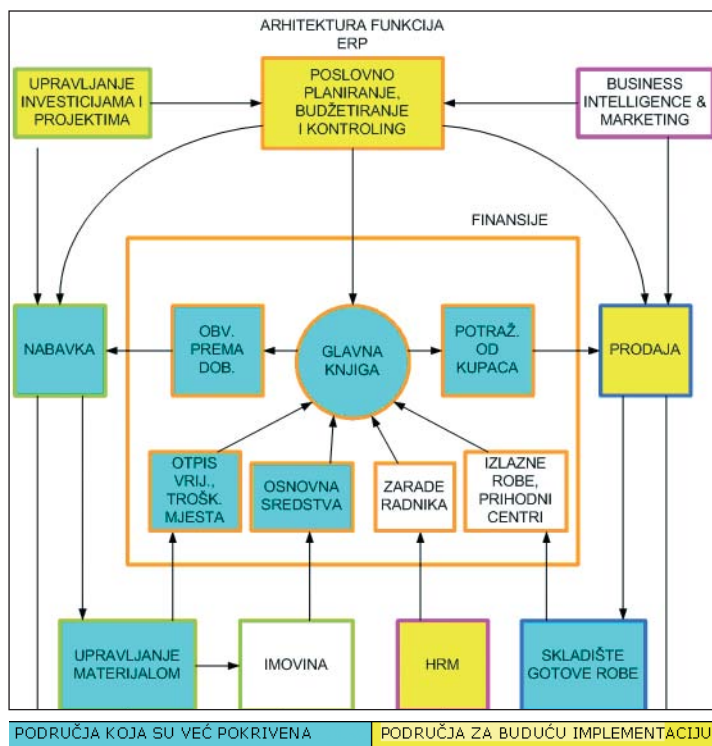 ARHITEKTURA FUNKCIJA
ERP
UPRAVLJANJE
INVESTICIJAMA I
PROJEKTIMA
POSLOVNO
PLANIRANJE,
BUDŽETIRANJE
I KONTROLING
BUSINESS
INTELLIGENCE &
MARKETING
FINANSIJE
NABAVKA
OBV.
PREMA
DOB.
GLAVNA
KNJIGA
POTRAŽ.
OD
KUPACA
PRODAJA
OTPIS
VRIJ.,
TROŠK.
MJESTA
OSNOVNA
SREDSTVA
ZARADE
RADNIKA
IZLAZNE
ROBE,
PRIHODNI
CENTRI
UPRAVLJANJE
MATERIJALOM
IMOVINA
HRM
SKLADIŠTE
GOTOVE ROBE
PODRUČJA KOJA SU VEĆ POKRIVENA
PODRUČJA ZA BUDUĆU IMPLEMENTACIJU